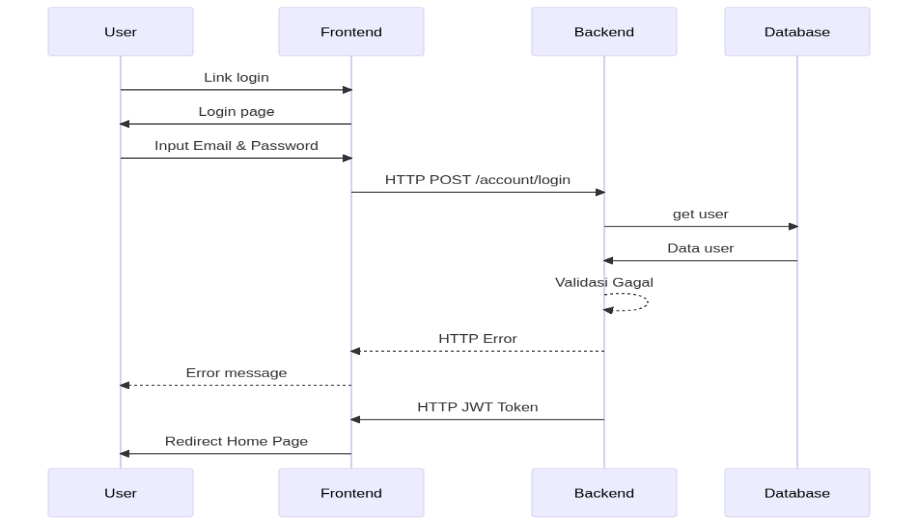 User Frontend Backend Database
Link login
Login page
Input Email & Password
HTTP POST /account/login
get user
Data user
Validasi Gagal
HTTP Error
Error message
HTTP JWT Token
Redirect Home Page
User Frontend Backend Database